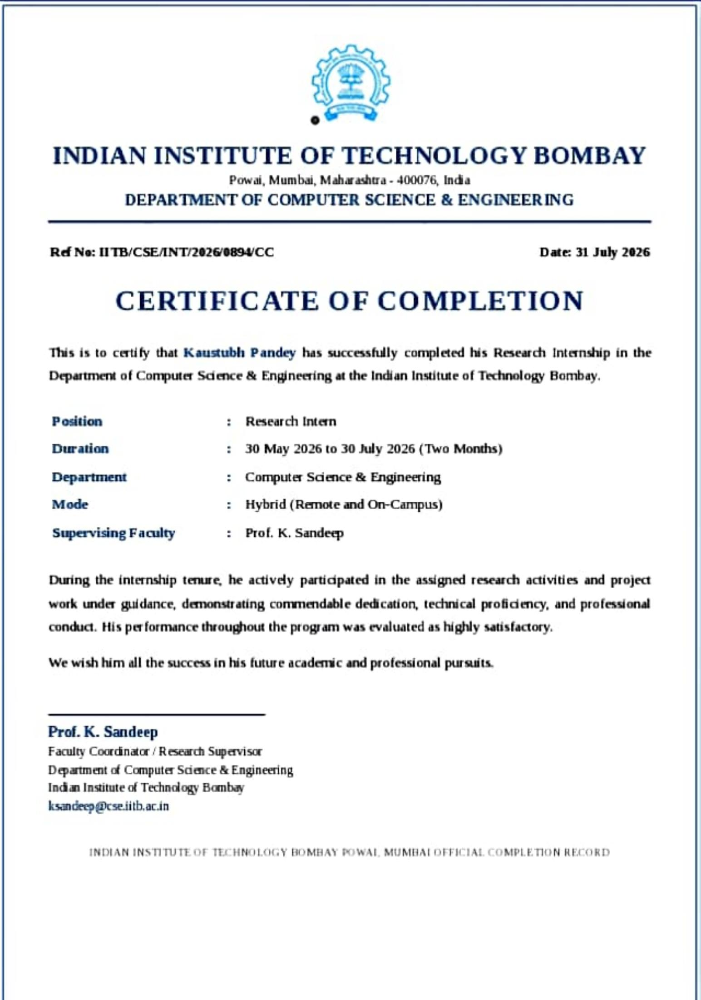 INDIAN INSTITUTE OF TECHNOLOGY BOMBAY
Powai, Mumbai, Maharashtra - 400076, India
DEPARTMENT OF COMPUTER SCIENCE & ENGINEERING
Ref No: IITB/CSE/INT/2026/0894/CC Date: 31 July 2026
CERTIFICATE OF COMPLETION
This is to certify that Kaustubh Pandey has successfully completed his Research Internship in the
Department of Computer Science & Engineering at the Indian Institute of Technology Bombay.
Position : Research Intern
Duration : 30 May 2026 to 30 July 2026 (Two Months)
Department : Computer Science & Engineering
Mode : Hybrid (Remote and On-Campus)
Supervising Faculty : Prof. K. Sandeep
During the internship tenure, he actively participated in the assigned research activities and project
work under guidance, demonstrating commendable dedication, technical proficiency, and professional
conduct. His performance throughout the program was evaluated as highly satisfactory.
We wish him all the success in his future academic and professional pursuits.
Prof. K. Sandeep
Faculty Coordinator / Research Supervisor
Department of Computer Science & Engineering
Indian Institute of Technology Bombay
ksandeep@cse.iitb.ac.in
INDIAN INSTITUTE OF TECHNOLOGY BOMBAY POWAI, MUMBAI OFFICIAL COMPLETION RECORD